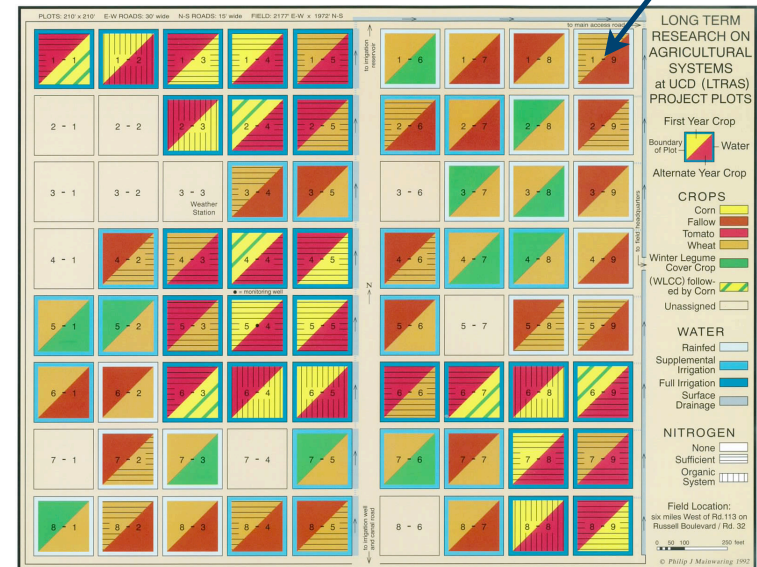 PLOTS: 210' x 210' E-W ROADS: 30' wide N-S ROADS: 15' wide FIELD: 2177' E-W x 1972' N-S
to main access road
to irrigation reservoir
1 - 1 1 - 2 1 - 3 1 - 4 1 - 5 1 - 6 1 - 7 1 - 8 1 - 9
2 - 1 2 - 2 2 - 3 2 - 4 2 - 5 2 - 6 2 - 7 2 - 8 2 - 9
3 - 1 3 - 2 3 - 3 3 - 4 3 - 5 3 - 6 3 - 7 3 - 8 3 - 9
Weather
Station
to field headquarters
4 - 1 4 - 2 4 - 3 4 - 4 4 - 5 4 - 6 4 - 7 4 - 8 4 - 9
● = monitoring well
N
5 - 1 5 - 2 5 - 3 5 • 4 5 - 5 5 - 6 5 - 7 5 - 8 5 - 9
6 - 1 6 - 2 6 - 3 6 - 4 6 - 5 6 - 6 6 - 7 6 - 8 6 - 9
7 - 1 7 - 2 7 - 3 7 - 4 7 - 5 7 - 6 7 - 7 7 - 8 7 - 9
8 - 1 8 - 2 8 - 3 8 - 4 8 - 5 8 - 6 8 - 7 8 - 8 8 - 9
to irrigation well
and canal road
LONG TERM
RESEARCH ON
AGRICULTURAL
SYSTEMS
at UCD (LTRAS)
PROJECT PLOTS
First Year Crop
Boundary
of Plot
Water
Alternate Year Crop
CROPS
Corn
Fallow
Tomato
Wheat
Winter Legume
Cover Crop
(WLCC) follow-
ed by Corn
Unassigned
WATER
Rainfed
Supplemental
Irrigation
Full Irrigation
Surface
Drainage
NITROGEN
None
Sufficient
Organic
System
Field Location:
six miles West of Rd.113 on
Russell Boulevard / Rd. 32
0 50 100 250 feet
© Philip J Mainwaring 1992